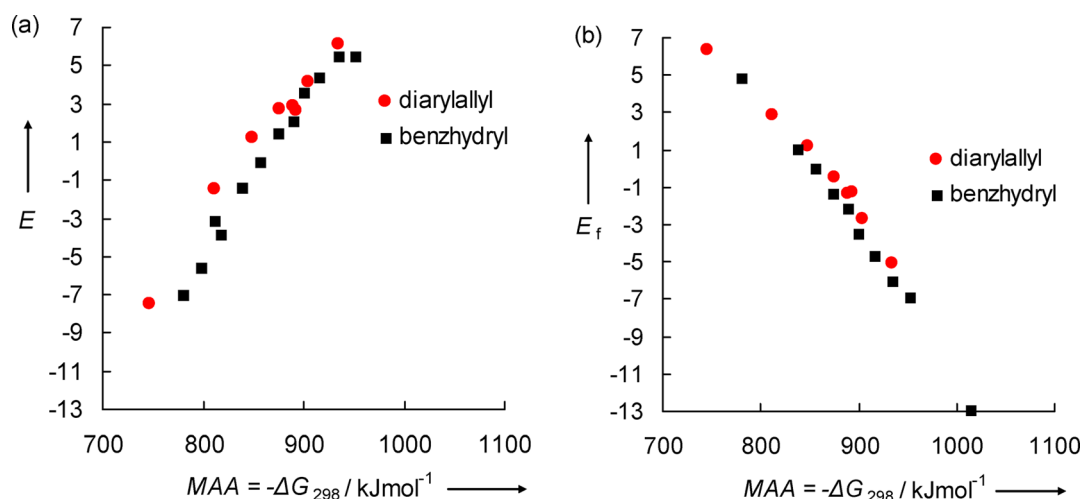 (a)
7
5
3
1
-1
-3
-5
-7
-9
-11
-13
E
diarylallyl
benzhydryl
700 800 900 1000 1100
MAA = -ΔG298 / kJmol-1
(b)
7
5
3
1
-1
-3
-5
-7
-9
-11
-13
Ef
diarylallyl
benzhydryl
700 800 900 1000 1100
MAA = -ΔG298 / kJmol-1